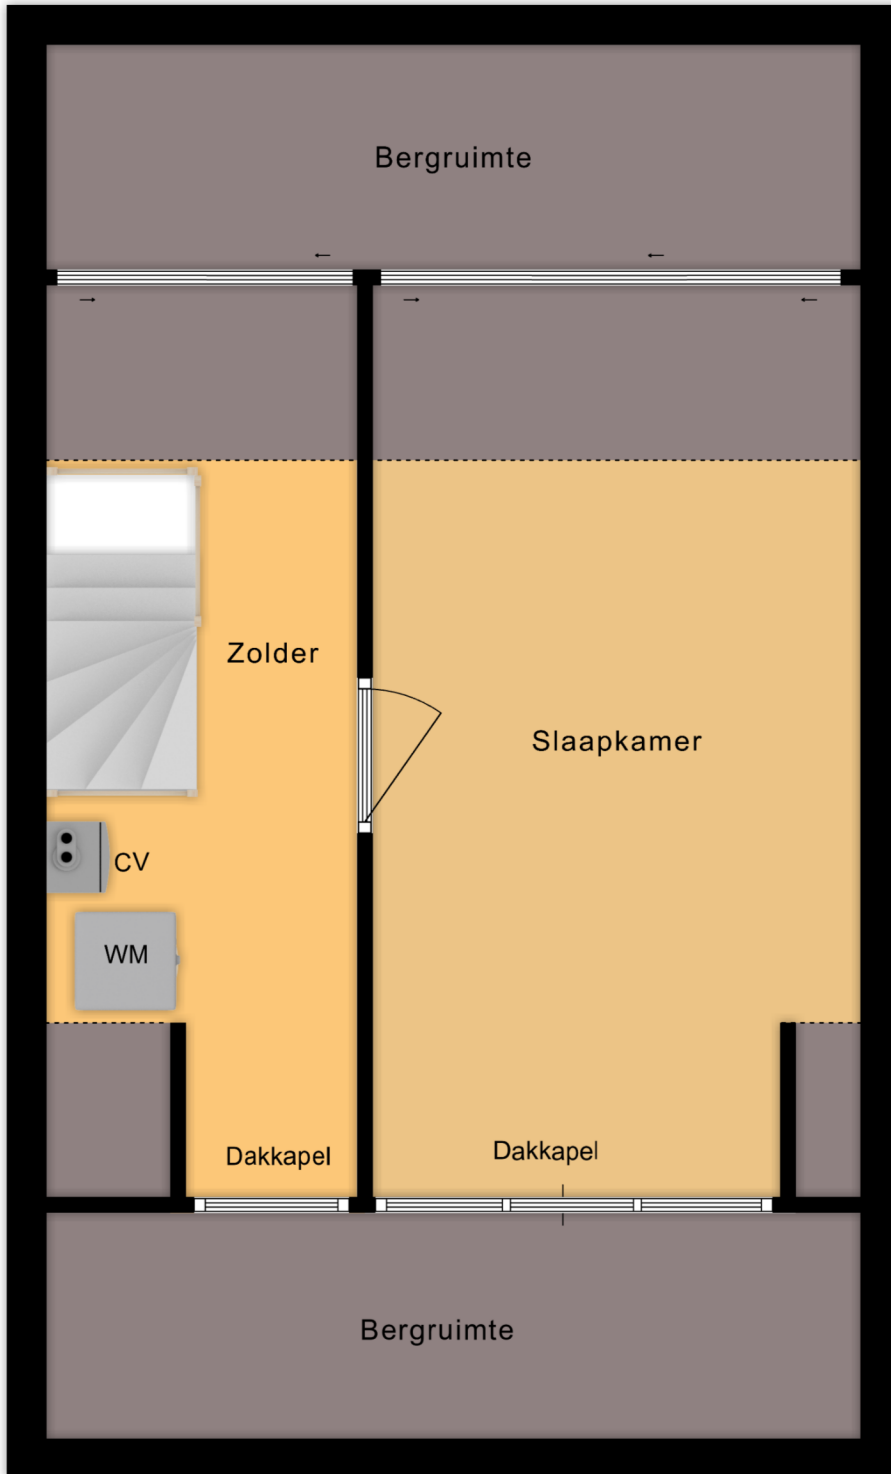 Bergruimte
Zolder
Slaapkamer
CV
WM
Dakkapel
Dakkapel
Bergruimte